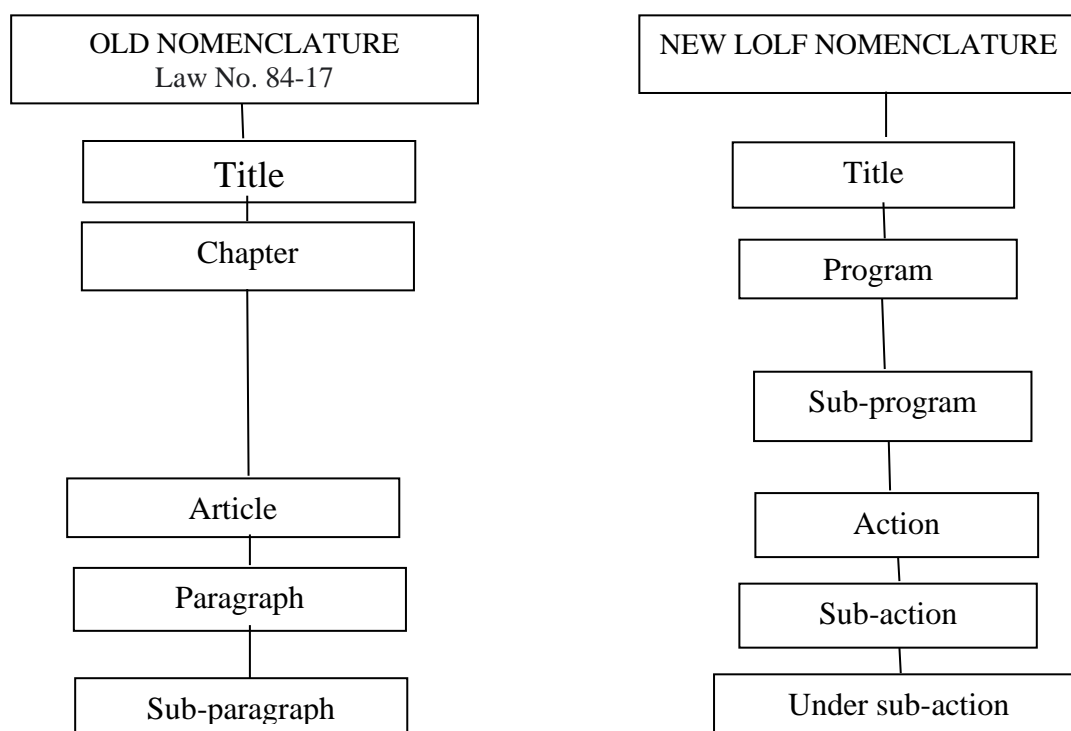 OLD NOMENCLATURE
Law No. 84-17
Title
Chapter
Article
Paragraph
Sub-paragraph
NEW LOLF NOMENCLATURE
Title
Program
Sub-program
Action
Sub-action
Under sub-action